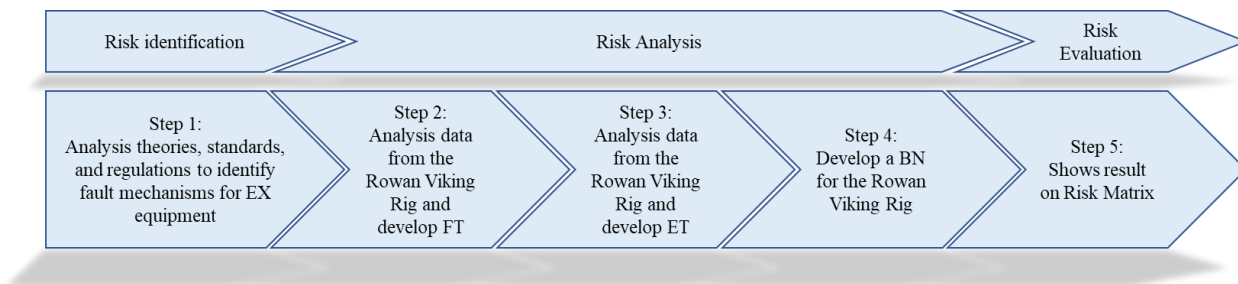 Risk identification
Risk Analysis
Risk
Evaluation
Step 1:
Analysis theories, standards,
and regulations to identify
fault mechanisms for EX
equipment
Step 2:
Analysis data
from the
Rowan Viking
Rig and
develop FT
Step 3:
Analysis data
from the
Rowan Viking
Rig and
develop ET
Step 4:
Develop a BN
for the Rowan
Viking Rig
Step 5:
Shows result
on Risk Matrix